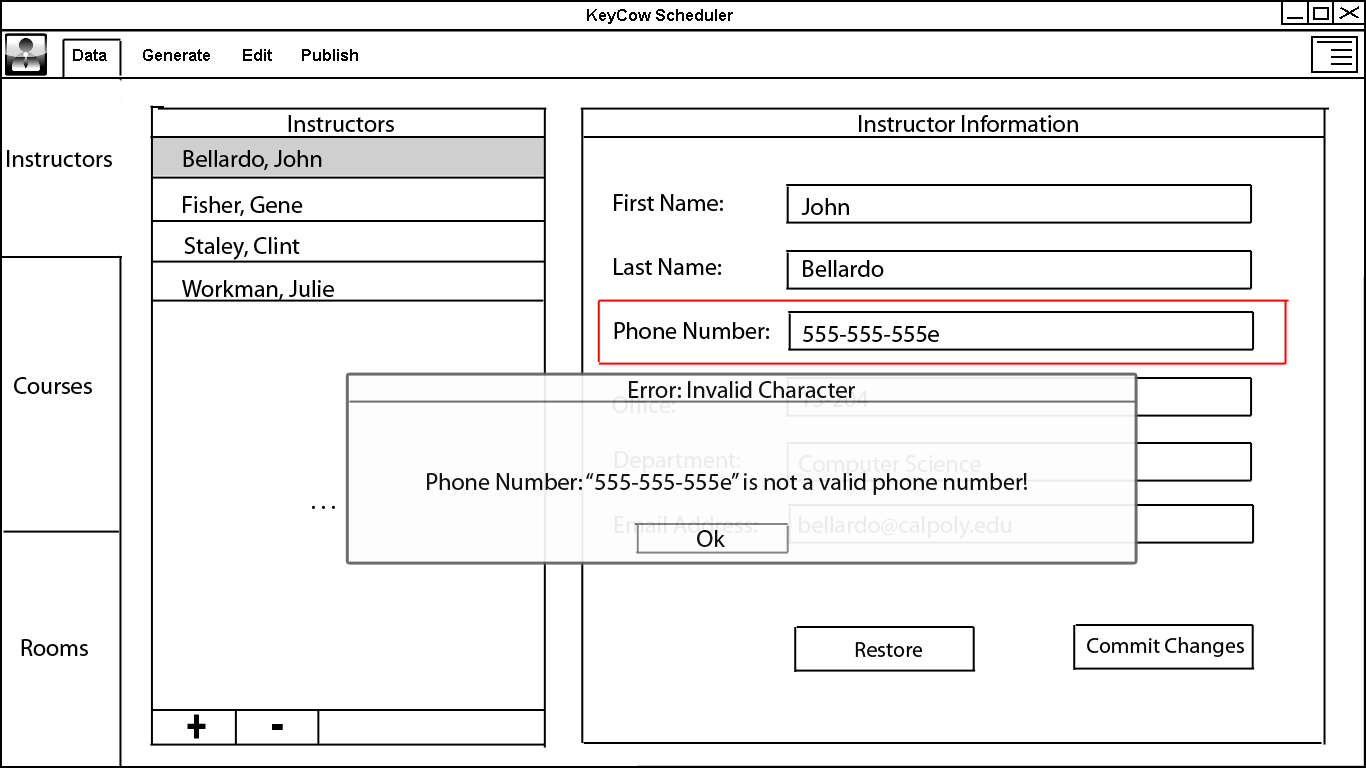 KeyCow Scheduler
Data Generate Edit Publish
Instructors
Courses
Rooms
Instructors
Bellardo, John
Fisher, Gene
Staley, Clint
Workman, Julie
...
+ -
Instructor Information
First Name: John
Last Name: Bellardo
Phone Number: 555-555-555e
Office:
Department: Computer Science
Email Address: bellardo@calpoly.edu
Restore Commit Changes
Error: Invalid Character
Phone Number: “555-555-555e” is not a valid phone number!
Ok